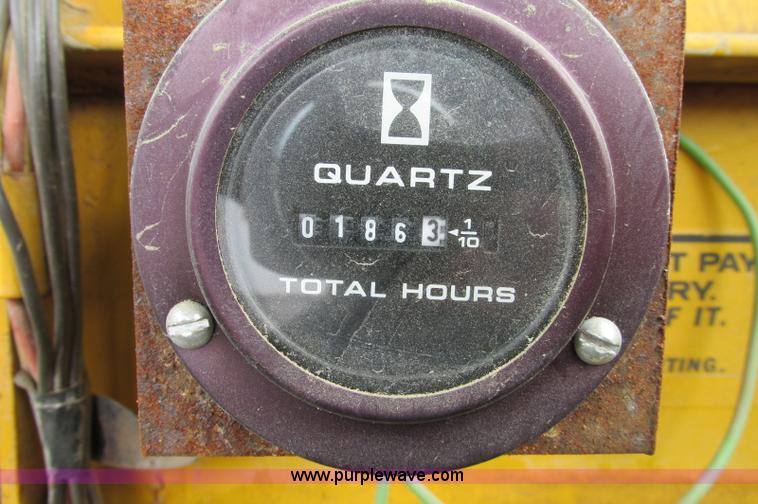 QUARTZ
01863 ◄1/10
TOTAL HOURS
T PAY
RY.
F IT.
TING.
www.purplewave.com